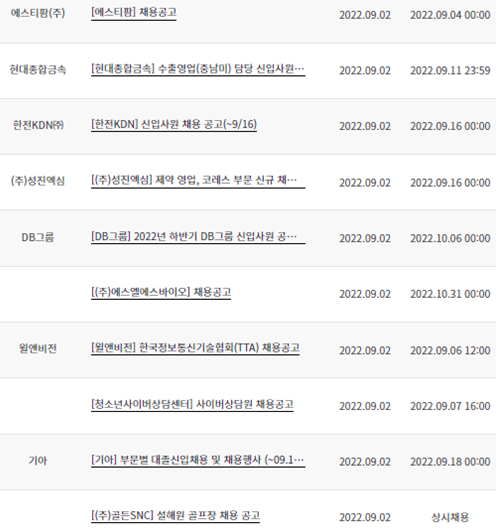 에스티팜(주) [에스티팜] 채용공고 2022.09.02 2022.09.04 00:00
현대종합금속 [현대종합금속] 수출영업(중남미) 담당 신입사원··· 2022.09.02 2022.09.11 23:59
한전KDN㈜ [한전KDN] 신입사원 채용 공고(~9/16) 2022.09.02 2022.09.16 00:00
(주)성진엑심 [(주)성진엑심] 제약 영업, 코레스 부문 신규 채··· 2022.09.02 2022.09.16 00:00
DB그룹 [DB그룹] 2022년 하반기 DB그룹 신입사원 공··· 2022.09.02 2022.10.06 00:00
[(주)에스엘에스바이오] 채용공고 2022.09.02 2022.10.31 00:00
윌앤비전 [윌앤비전] 한국정보통신기술협회(TTA) 채용공고 2022.09.02 2022.09.06 12:00
[청소년사이버상담센터] 사이버상담원 채용공고 2022.09.02 2022.09.07 16:00
기아 [기아] 부문별 대졸신입채용 및 채용행사 (~09.1··· 2022.09.02 2022.09.18 00:00
[(주)골든SNC] 설해원 골프장 채용 공고 2022.09.02 상시채용